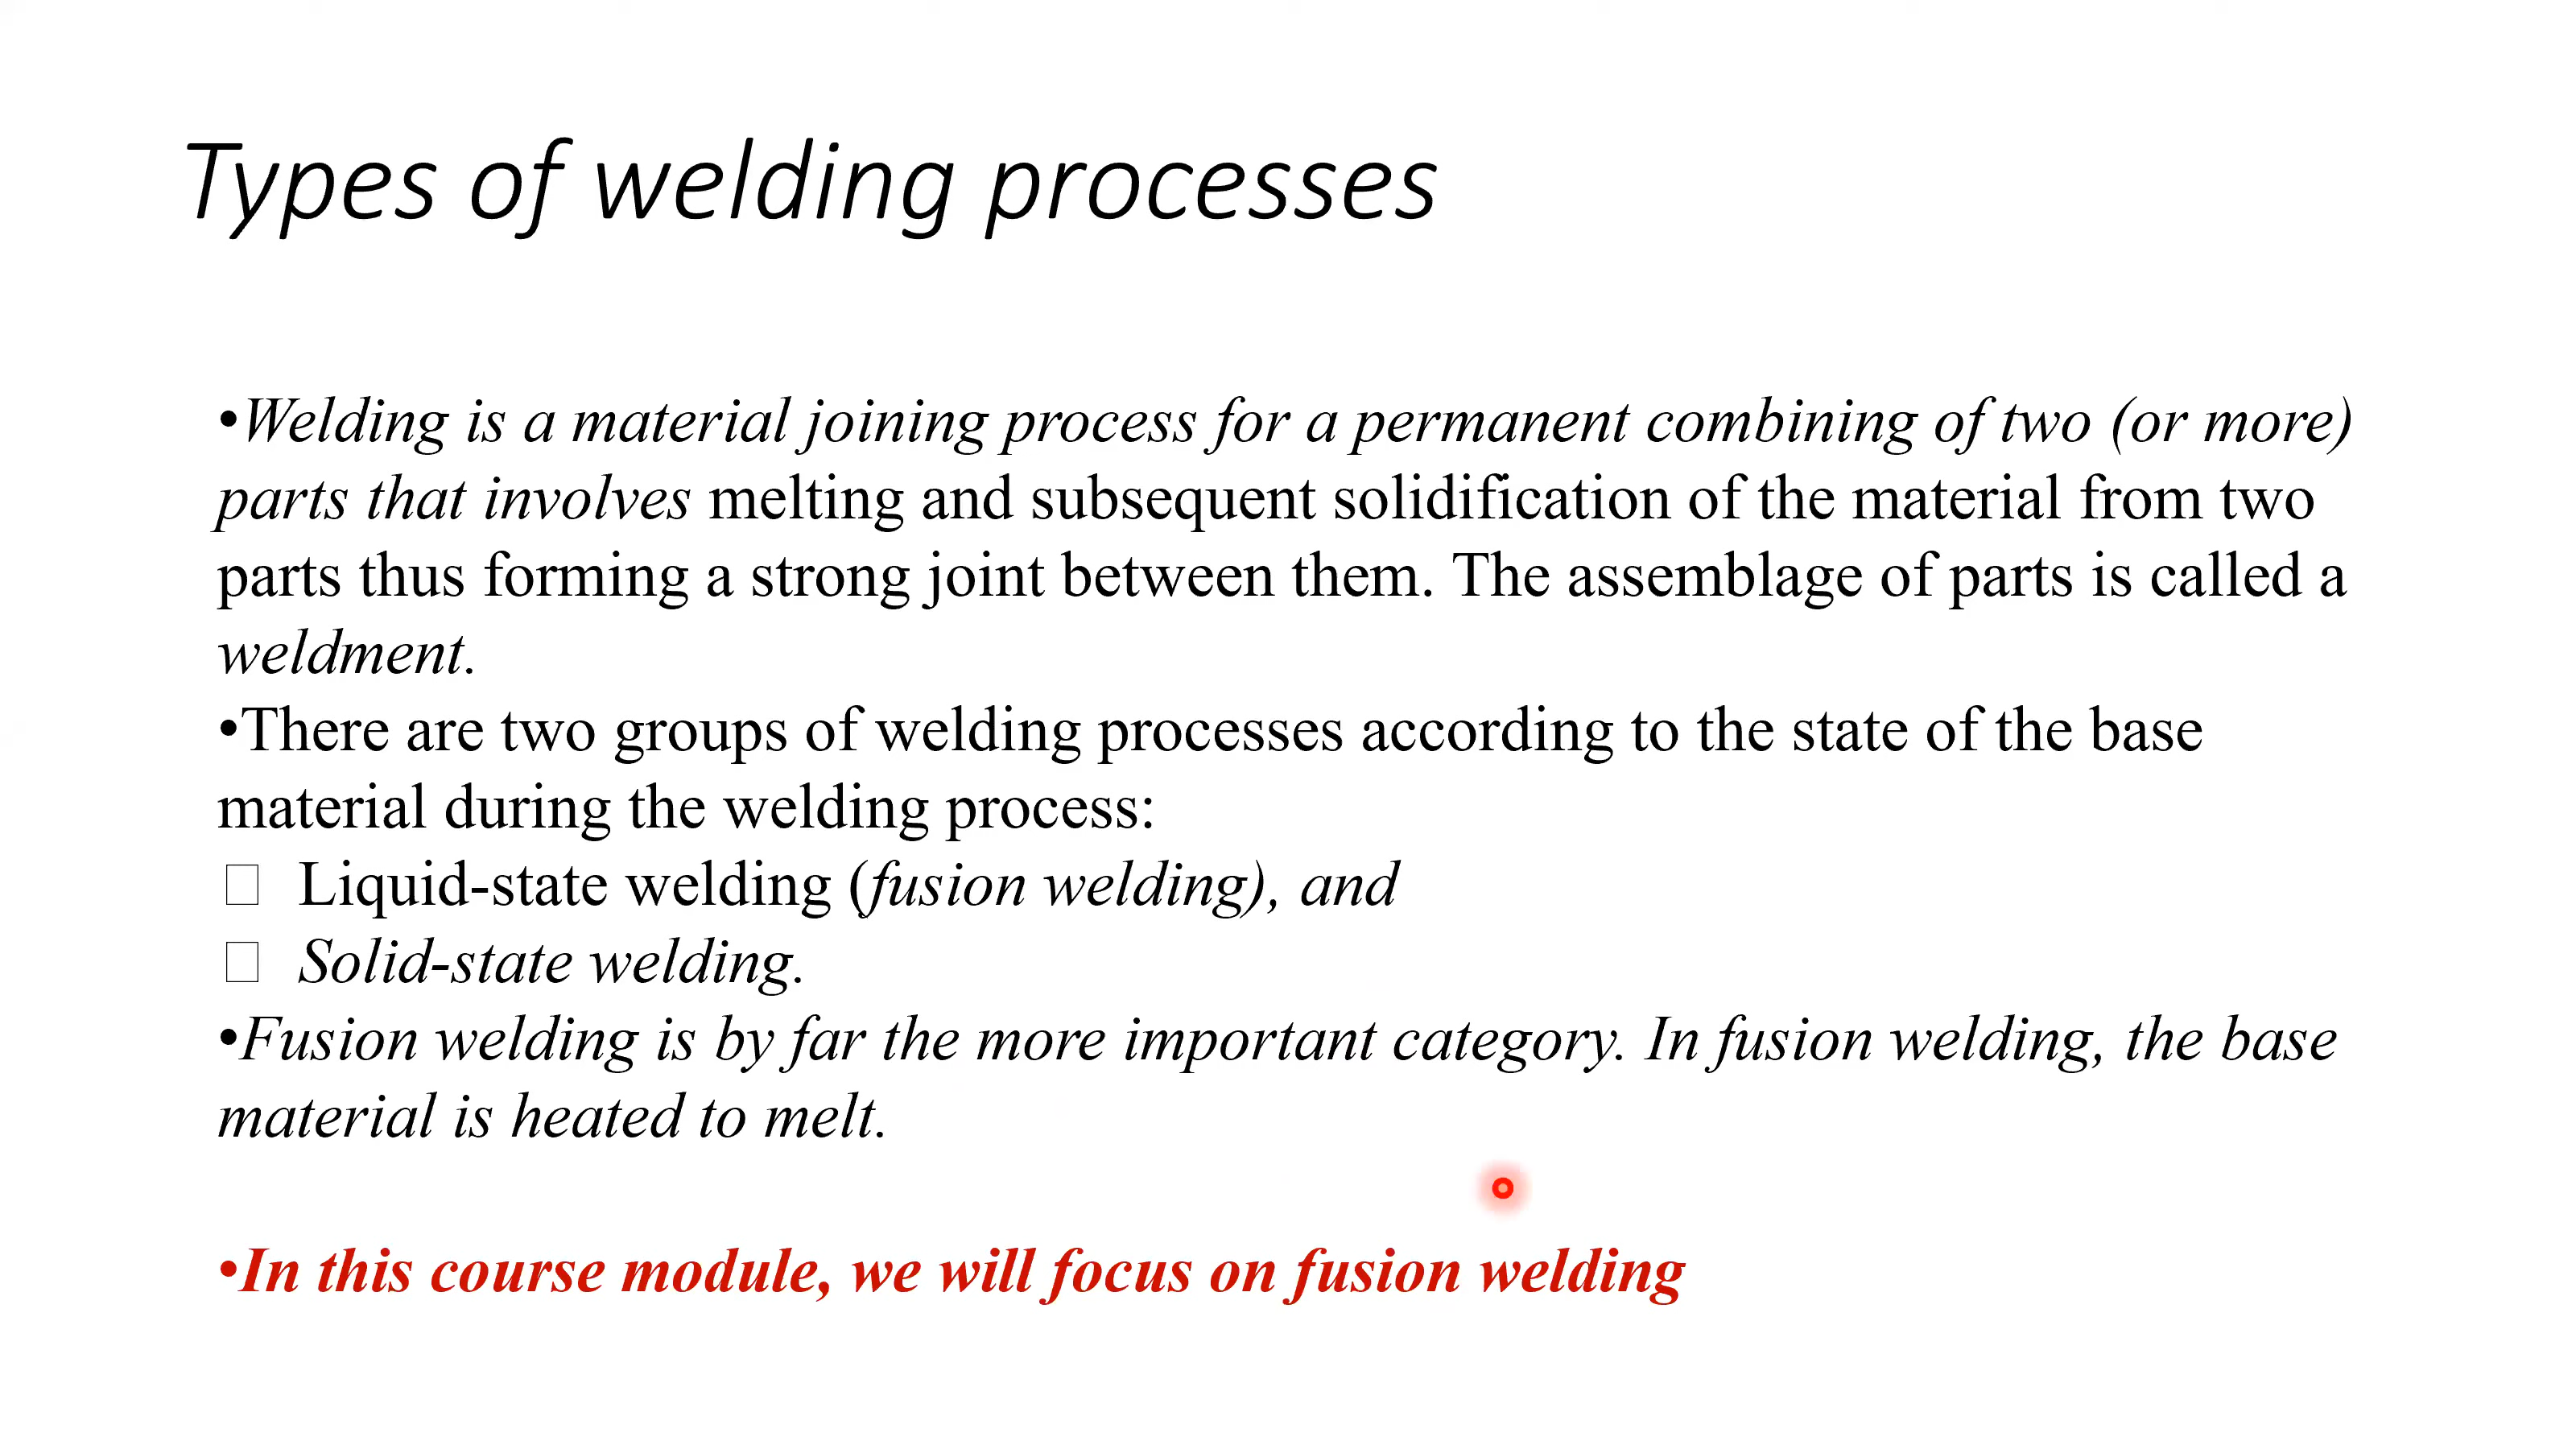 Types of welding processes
•Welding is a material joining process for a permanent combining of two (or more)
parts that involves melting and subsequent solidification of the material from two
parts thus forming a strong joint between them. The assemblage of parts is called a
weldment.
•There are two groups of welding processes according to the state of the base
material during the welding process:
□ Liquid-state welding (fusion welding), and
□ Solid-state welding.
•Fusion welding is by far the more important category. In fusion welding, the base
material is heated to melt.
•In this course module, we will focus on fusion welding